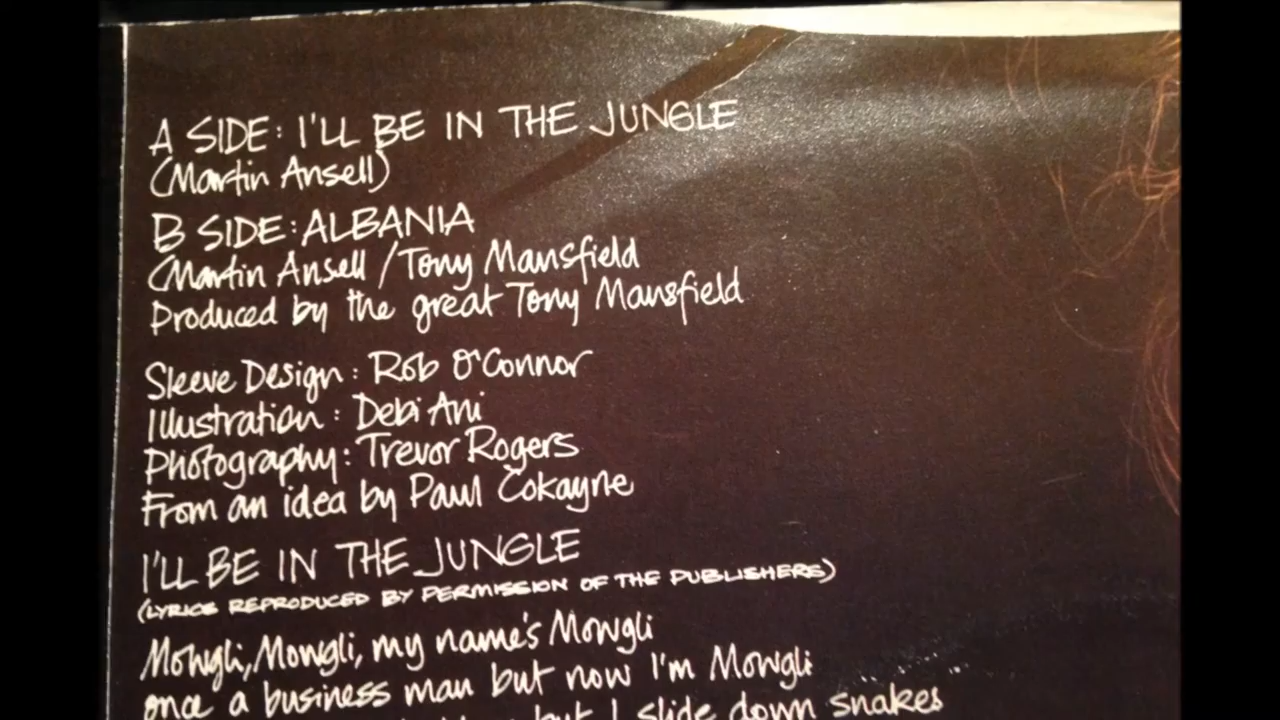 A SIDE: I'LL BE IN THE JUNGLE
(Martin Ansell)
B SIDE: ALBANIA
(Martin Ansell / Tony Mansfield
Produced by the great Tony Mansfield
Sleeve Design: Rob O'Connor
Illustration: Debi Ani
Photography: Trevor Rogers
From an idea by Paul Cokayne
I'LL BE IN THE JUNGLE
(LYRICS REPRODUCED BY PERMISSION OF THE PUBLISHERS)
Mowgli, Mowgli, my name's Mowgli
once a business man but now I'm Mowgli
but I slide down snakes